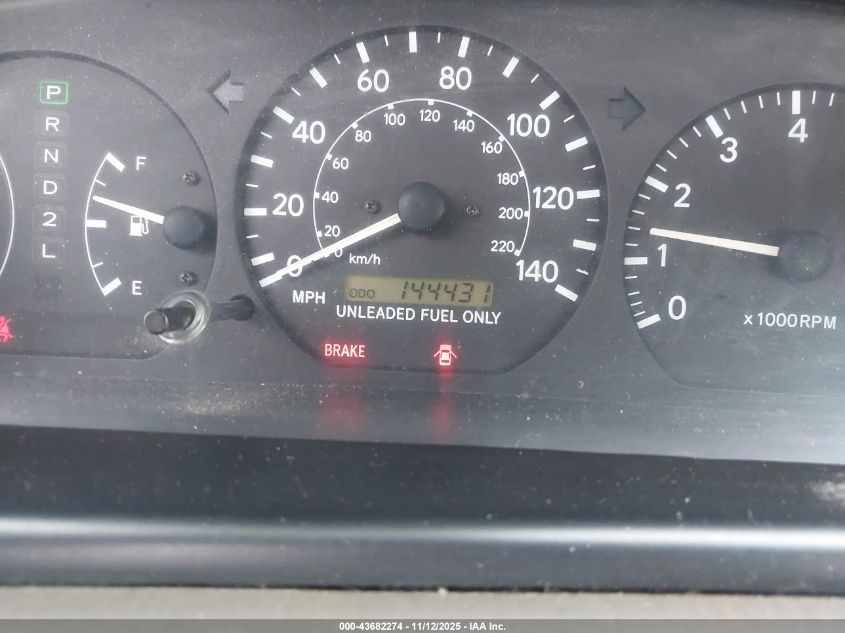 P
R
N
D
2
L
F
E
0
20
40
60
80
100
120
140
0
20
40
60
80
100
120
140
160
180
200
220
km/h
MPH
ODO 144431
UNLEADED FUEL ONLY
BRAKE
0
1
2
3
4
x1000RPM
000-43682274 - 11/12/2025 - IAA Inc.